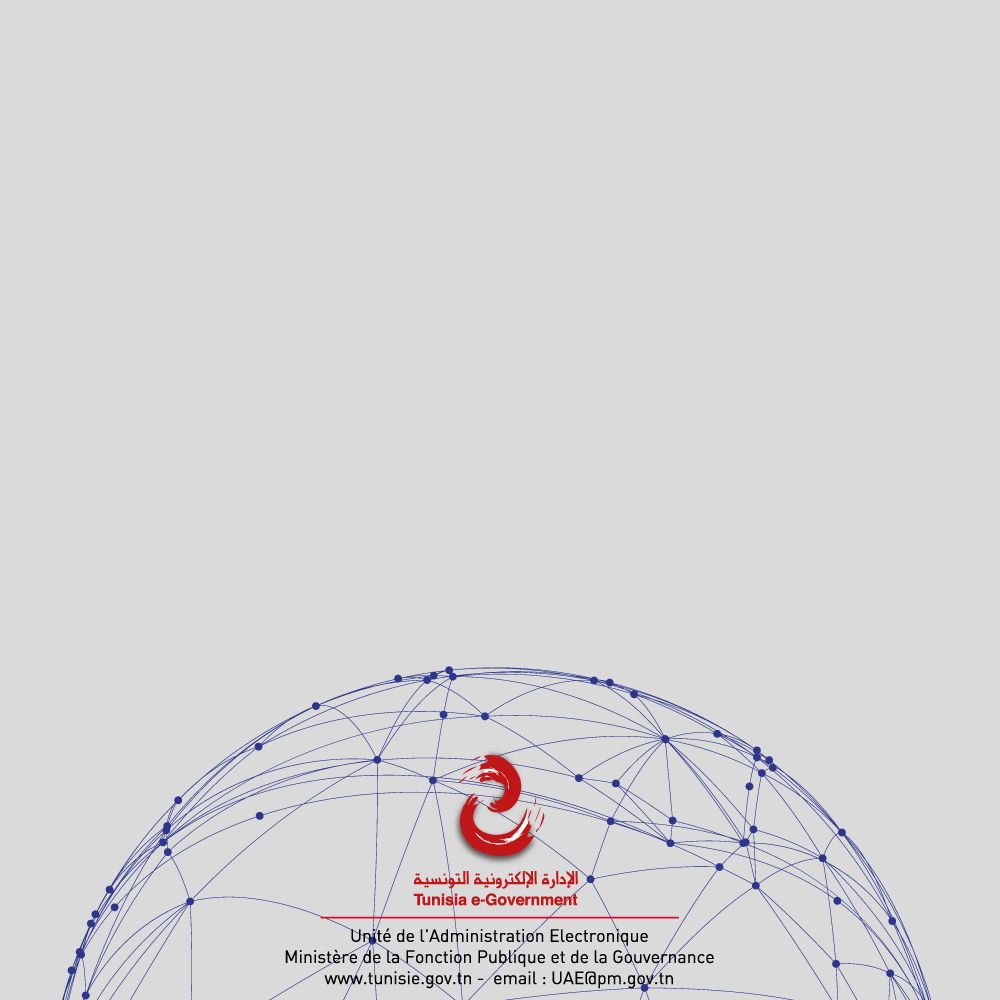 الإدارة الإلكترونية التونسية
Tunisia e-Government
Unité de l'Administration Electronique
Ministère de la Fonction Publique et de la Gouvernance
www.tunisie.gov.tn - email : UAE@pm.gov.tn